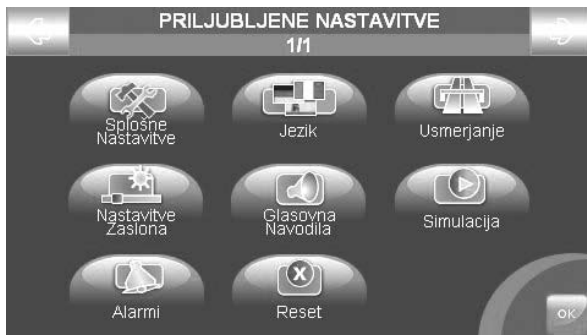 PRILJUBLJENE NASTAVITVE
1/1
Splošne
Nastavitve
Jezik
Usmerjanje
Nastavitve
Zaslona
Glasovna
Navodila
Simulacija
Alarmi
Reset
OK